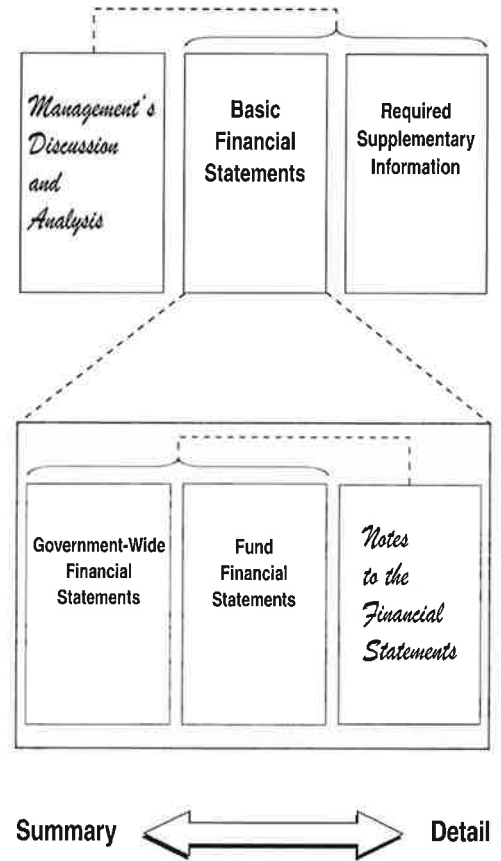 Management's
Discussion
and
Analysis
Basic
Financial
Statements
Required
Supplementary
Information
Government-Wide
Financial
Statements
Fund
Financial
Statements
Notes
to the
Financial
Statements
Summary
Detail